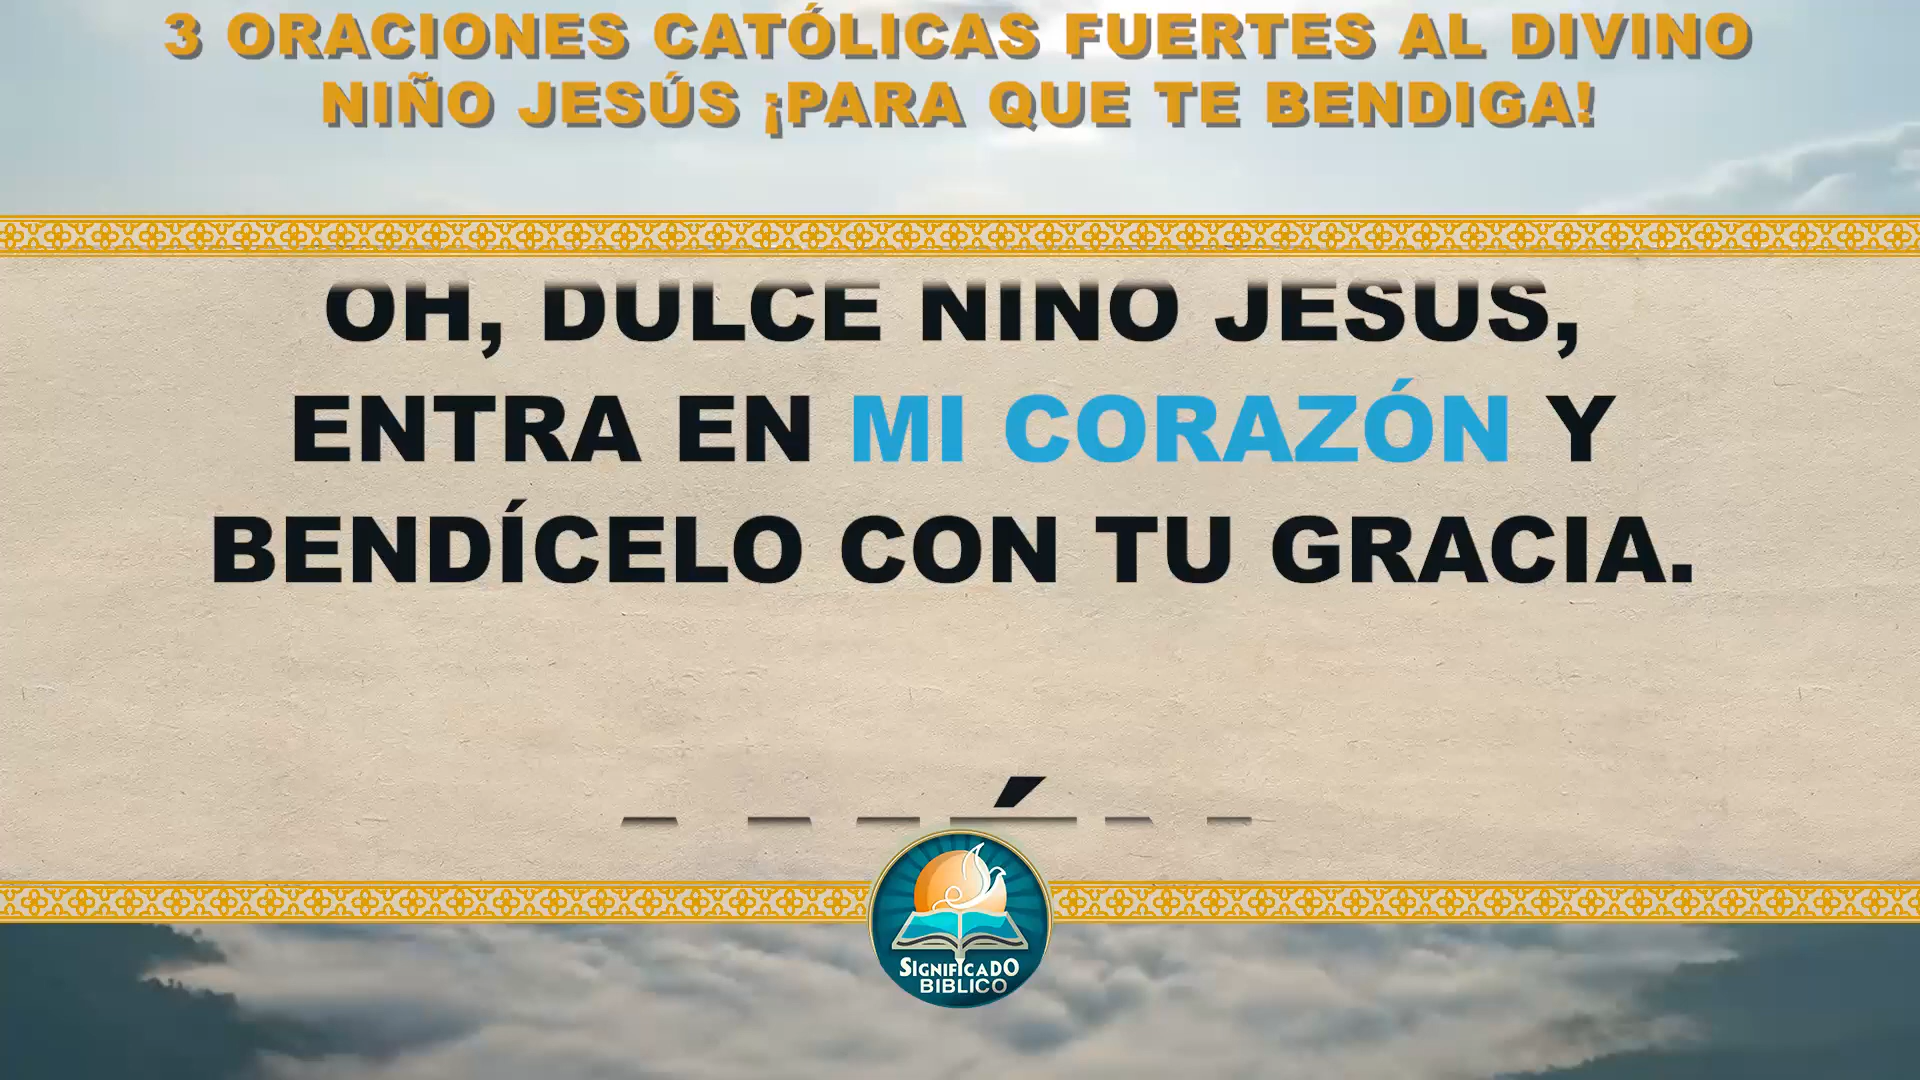 3 ORACIONES CATÓLICAS FUERTES AL DIVINO
NIÑO JESÚS ¡PARA QUE TE BENDIGA!
OH, DULCE NIÑO JESÚS,
ENTRA EN MI CORAZÓN Y
BENDÍCELO CON TU GRACIA.
SIGNIFICADO
BIBLICO